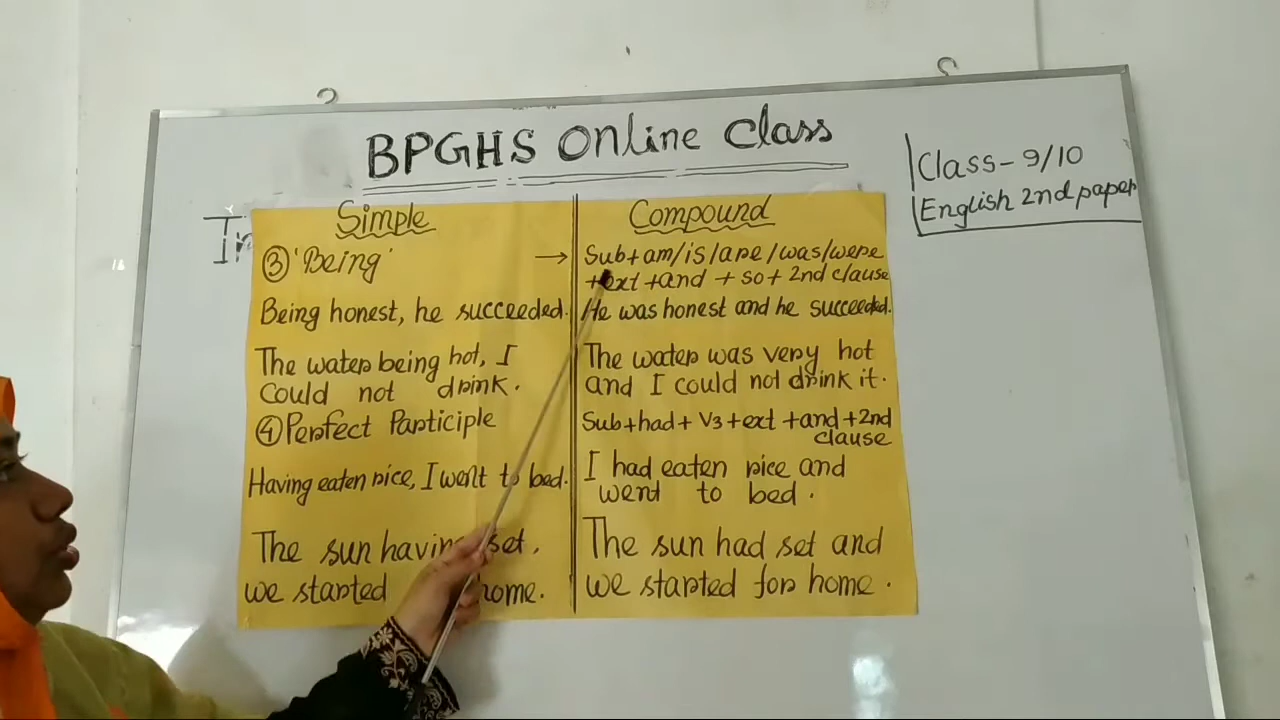 BPGHS Online Class
Class- 9/10
English 2nd paper
Simple
Compound
③ 'Being' →
Sub+am/is/are/was/were
+ext +and + so + 2nd clause
Being honest, he succeeded.
He was honest and he succeeded.
The water being hot, I
could not drink.
The water was very hot
and I could not drink it.
④ Perfect Participle
Sub+had+ V3+ext +and+2nd
clause
Having eaten rice, I went to bed.
I had eaten rice and
went to bed.
The sun having set,
we started home.
The sun had set and
we started for home.